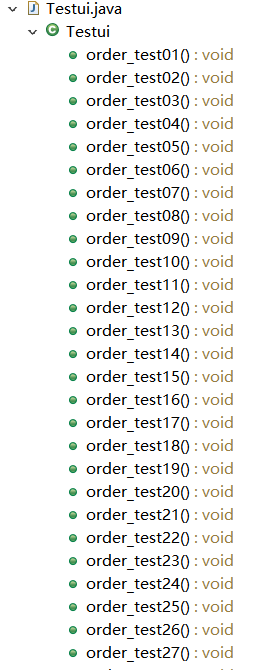 Testui.java
Testui
order_test01() : void
order_test02() : void
order_test03() : void
order_test04() : void
order_test05() : void
order_test06() : void
order_test07() : void
order_test08() : void
order_test09() : void
order_test10() : void
order_test11() : void
order_test12() : void
order_test13() : void
order_test14() : void
order_test15() : void
order_test16() : void
order_test17() : void
order_test18() : void
order_test19() : void
order_test20() : void
order_test21() : void
order_test22() : void
order_test23() : void
order_test24() : void
order_test25() : void
order_test26() : void
order_test27() : void